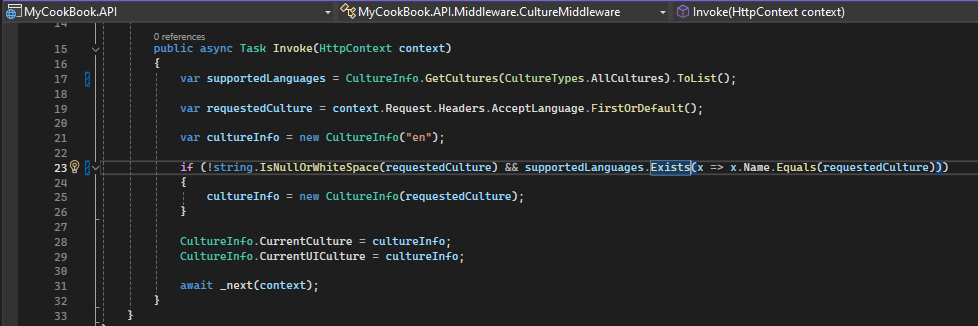 MyCookBook.API MyCookBook.API.Middleware.CultureMiddleware Invoke(HttpContext context)
14
0 references
15 public async Task Invoke(HttpContext context)
16 {
17 var supportedLanguages = CultureInfo.GetCultures(CultureTypes.AllCultures).ToList();
18
19 var requestedCulture = context.Request.Headers.AcceptLanguage.FirstOrDefault();
20
21 var cultureInfo = new CultureInfo("en");
22
23 if (!string.IsNullOrWhiteSpace(requestedCulture) && supportedLanguages.Exists(x => x.Name.Equals(requestedCulture)))
24 {
25 cultureInfo = new CultureInfo(requestedCulture);
26 }
27
28 CultureInfo.CurrentCulture = cultureInfo;
29 CultureInfo.CurrentUICulture = cultureInfo;
30
31 await _next(context);
32 }
33 }